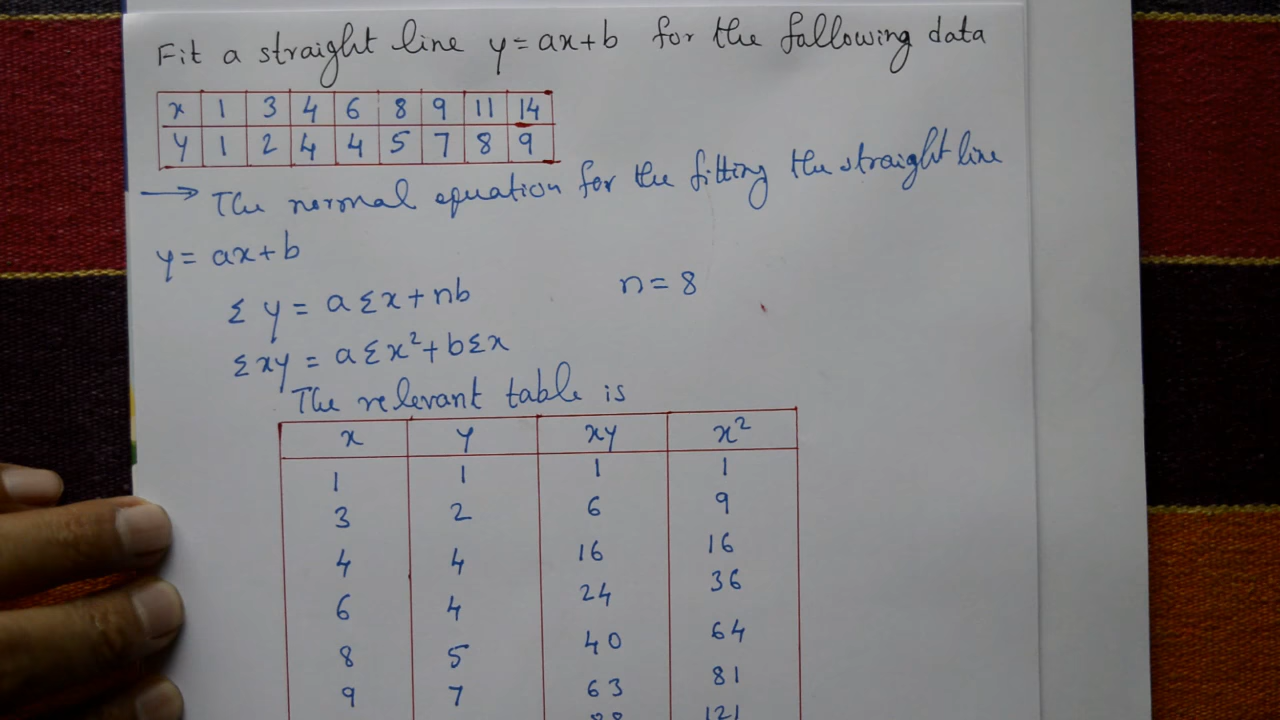 Fit a straight line y = ax+b for the following data
x 1 3 4 6 8 9 11 14
y 1 2 4 4 5 7 8 9
→ The normal equation for the fitting the straight line
y = ax+b
Σy = aΣx+nb n = 8
Σxy = aΣx²+bΣx
The relevant table is
x y xy x²
1 1 1 1
3 2 6 9
4 4 16 16
6 4 24 36
8 5 40 64
9 7 63 81
121